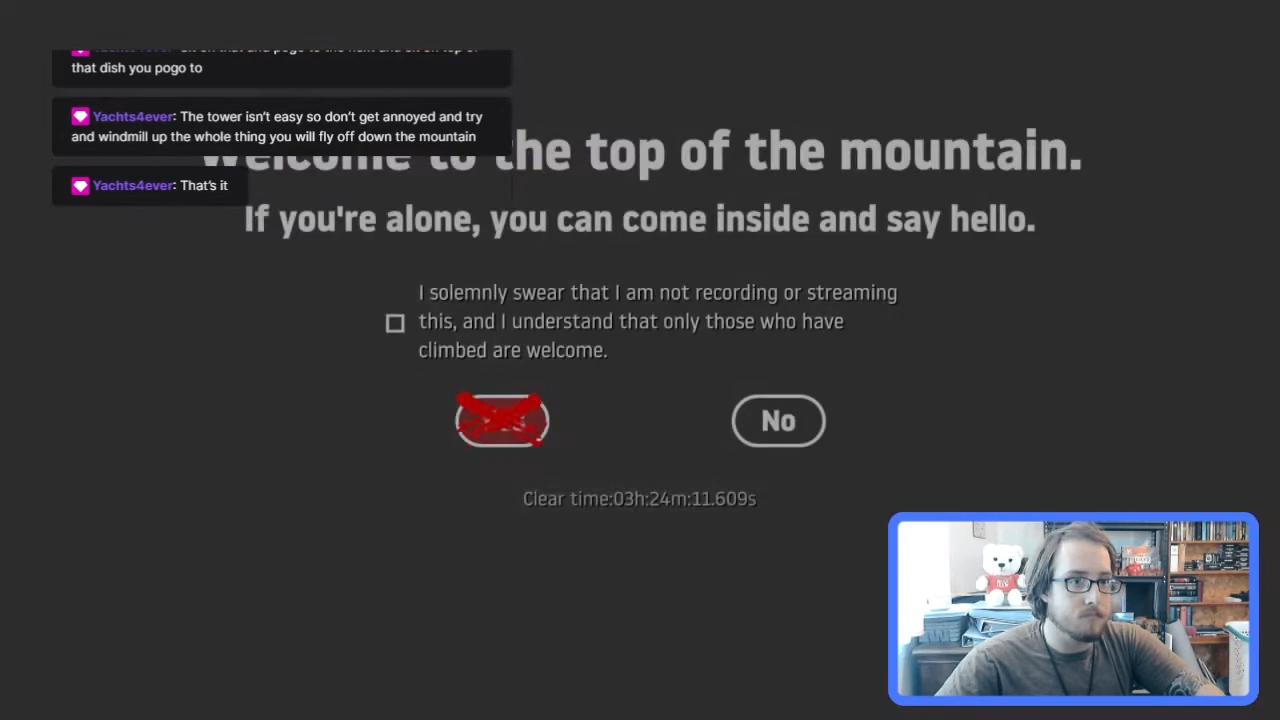 that dish you pogo to
Yachts4ever: The tower isn't easy so don't get annoyed and try
and windmill up the whole thing you will fly off down the mountain
Yachts4ever: That's it
Welcome to the top of the mountain.
If you're alone, you can come inside and say hello.
I solemnly swear that I am not recording or streaming
this, and I understand that only those who have
climbed are welcome.
No
Clear time:03h:24m:11.609s